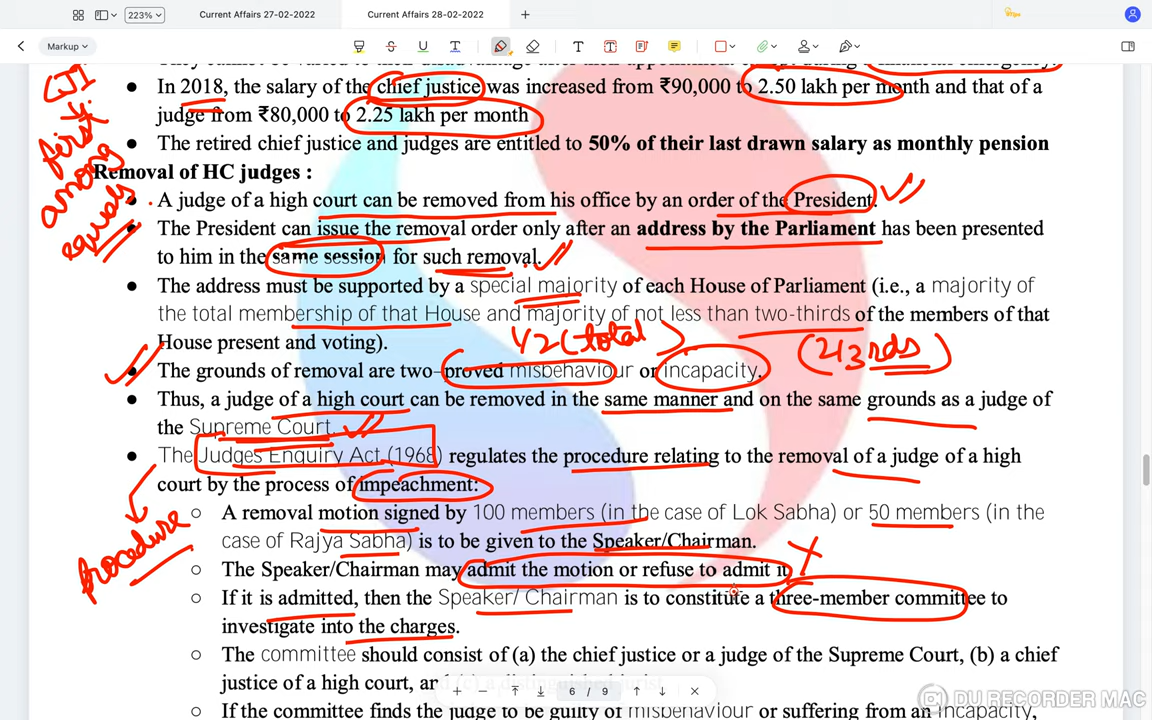 223%
Current Affairs 27-02-2022
Current Affairs 28-02-2022
Markup
In 2018, the salary of the chief justice was increased from ₹90,000 to 2.50 lakh per month and that of a
judge from ₹80,000 to 2.25 lakh per month
The retired chief justice and judges are entitled to 50% of their last drawn salary as monthly pension
CJI
first
among
equals
Removal of HC judges :
A judge of a high court can be removed from his office by an order of the President.
The President can issue the removal order only after an address by the Parliament has been presented
to him in the same session for such removal.
The address must be supported by a special majority of each House of Parliament (i.e., a majority of
the total membership of that House and majority of not less than two-thirds of the members of that
House present and voting).
1/2 (total)
(2/3rds)
The grounds of removal are two–proved misbehaviour or incapacity.
Thus, a judge of a high court can be removed in the same manner and on the same grounds as a judge of
the Supreme Court.
The Judges Enquiry Act (1968) regulates the procedure relating to the removal of a judge of a high
court by the process of impeachment:
procedure
A removal motion signed by 100 members (in the case of Lok Sabha) or 50 members (in the
case of Rajya Sabha) is to be given to the Speaker/Chairman.
The Speaker/Chairman may admit the motion or refuse to admit it.
If it is admitted, then the Speaker/ Chairman is to constitute a three-member committee to
investigate into the charges.
The committee should consist of (a) the chief justice or a judge of the Supreme Court, (b) a chief
justice of a high court, and (c) a distinguished jurist.
6 / 9
If the committee finds the judge to be guilty of misbehaviour or suffering from an incapacity,
DU RECORDER MAC